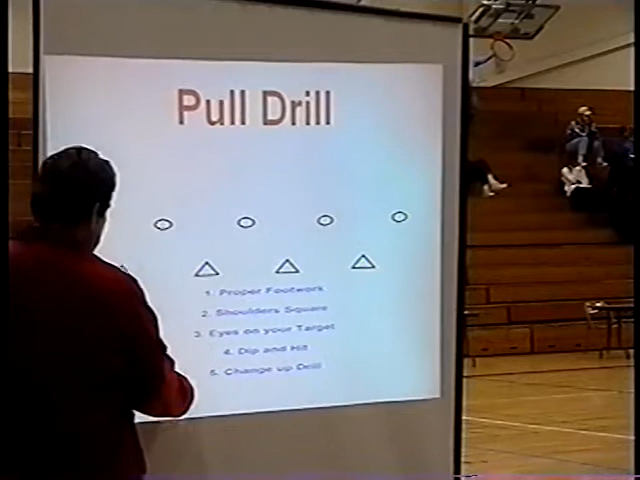 Pull Drill
1. Proper Footwork
2. Shoulders Square
3. Eyes on your Target
4. Dip and Hit
5. Change up Drill